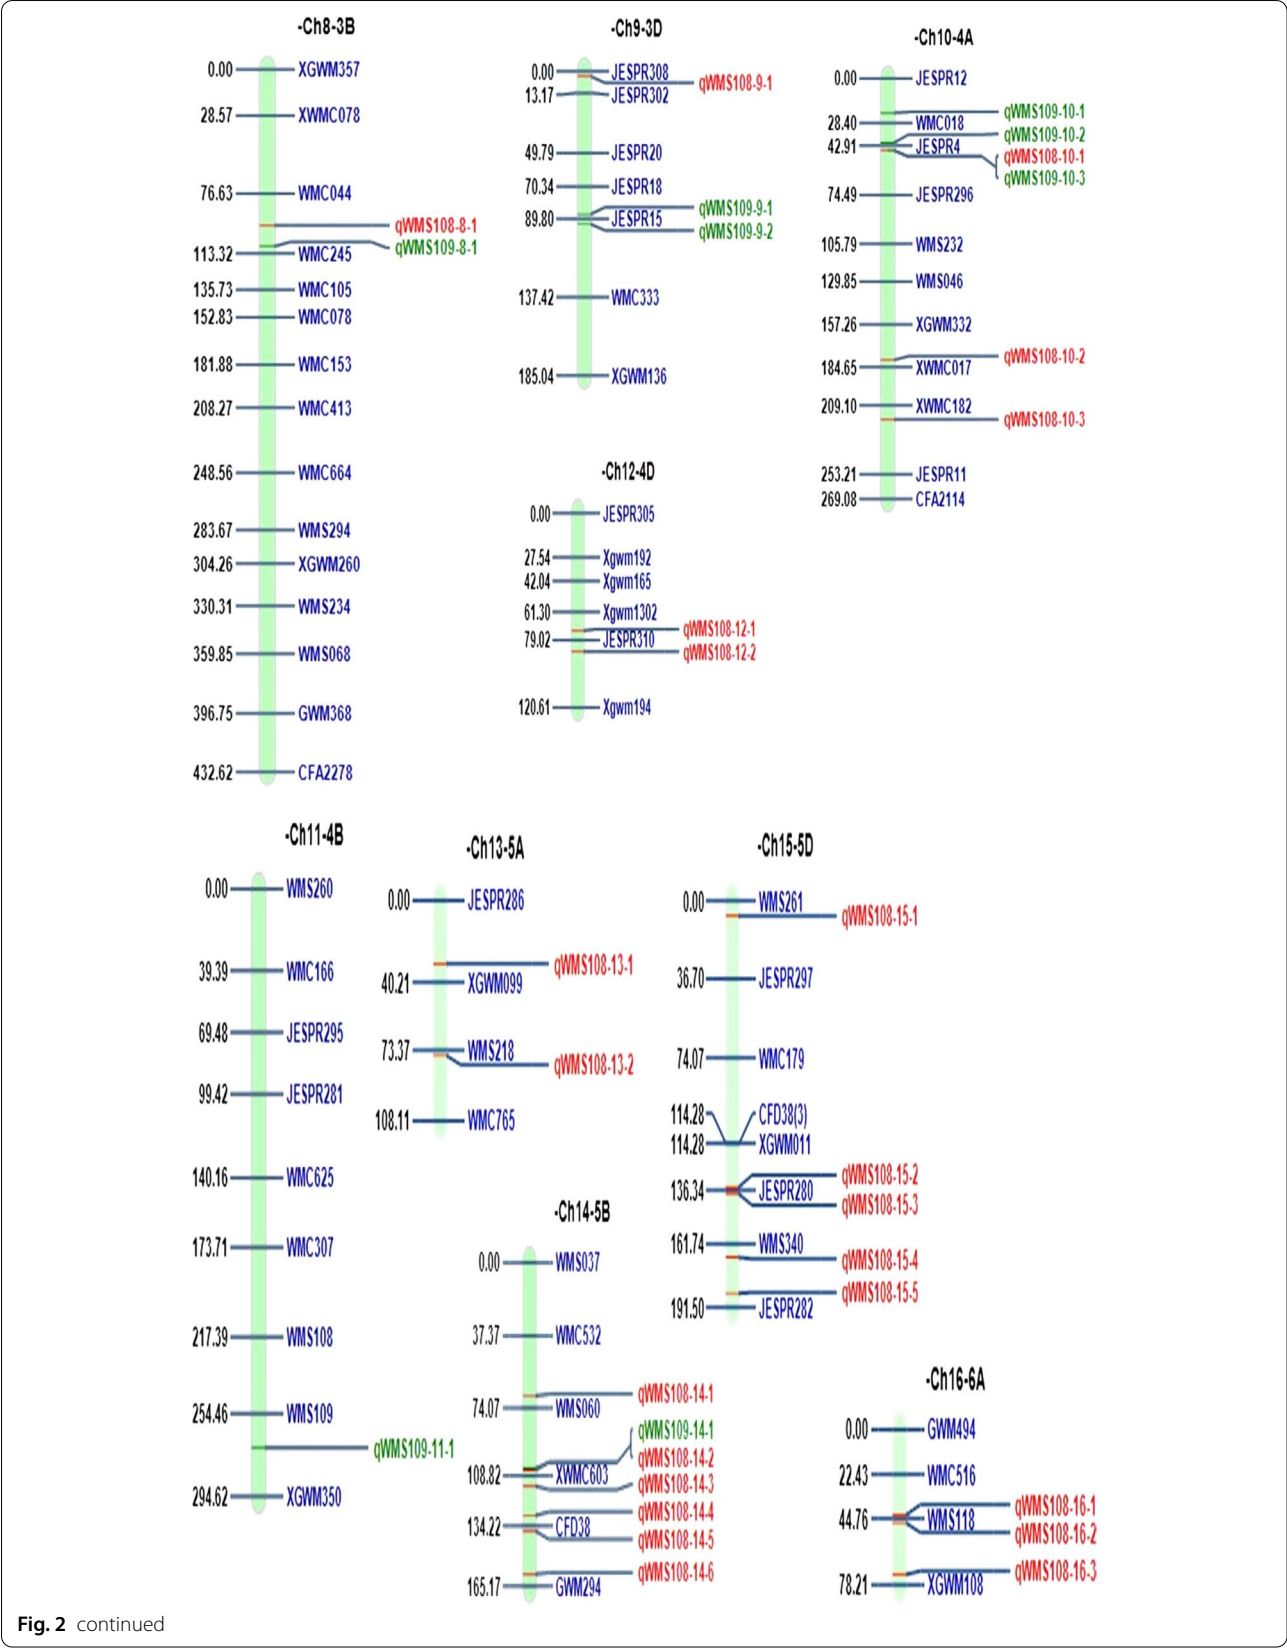 -Ch8-3B
0.00 XGWM357
28.57 XWMC078
76.63 WMC044
qWMS108-8-1
qWMS109-8-1
113.32 WMC245
135.73 WMC105
152.83 WMC078
181.88 WMC153
208.27 WMC413
248.56 WMC664
283.67 WMS294
304.26 XGWM260
330.31 WMS234
359.85 WMS068
396.75 GWM368
432.62 CFA2278
-Ch9-3D
0.00 JESPR308
qWMS108-9-1
13.17 JESPR302
49.79 JESPR20
70.34 JESPR18
qWMS109-9-1
89.80 JESPR15
qWMS109-9-2
137.42 WMC333
185.04 XGWM136
-Ch10-4A
0.00 JESPR12
qWMS109-10-1
28.40 WMC018
qWMS109-10-2
42.91 JESPR4
qWMS108-10-1
qWMS109-10-3
74.49 JESPR296
105.79 WMS232
129.85 WMS046
157.26 XGWM332
qWMS108-10-2
184.65 XWMC017
209.10 XWMC182
qWMS108-10-3
253.21 JESPR11
269.08 CFA2114
-Ch12-4D
0.00 JESPR305
27.54 Xgwm192
42.04 Xgwm165
61.30 Xgwm1302
qWMS108-12-1
79.02 JESPR310
qWMS108-12-2
120.61 Xgwm194
-Ch11-4B
0.00 WMS260
39.39 WMC166
69.48 JESPR295
99.42 JESPR281
140.16 WMC625
173.71 WMC307
217.39 WMS108
254.46 WMS109
qWMS109-11-1
294.62 XGWM350
-Ch13-5A
0.00 JESPR286
qWMS108-13-1
40.21 XGWM099
73.37 WMS218
qWMS108-13-2
108.11 WMC765
-Ch15-5D
0.00 WMS261
qWMS108-15-1
36.70 JESPR297
74.07 WMC179
114.28 CFD38(3)
114.28 XGWM011
qWMS108-15-2
136.34 JESPR280
qWMS108-15-3
161.74 WMS340
qWMS108-15-4
qWMS108-15-5
191.50 JESPR282
-Ch14-5B
0.00 WMS037
37.37 WMC532
qWMS108-14-1
74.07 WMS060
qWMS109-14-1
qWMS108-14-2
108.82 XWMC603
qWMS108-14-3
qWMS108-14-4
134.22 CFD38
qWMS108-14-5
qWMS108-14-6
165.17 GWM294
-Ch16-6A
0.00 GWM494
22.43 WMC516
qWMS108-16-1
44.76 WMS118
qWMS108-16-2
qWMS108-16-3
78.21 XGWM108
Fig. 2 continued